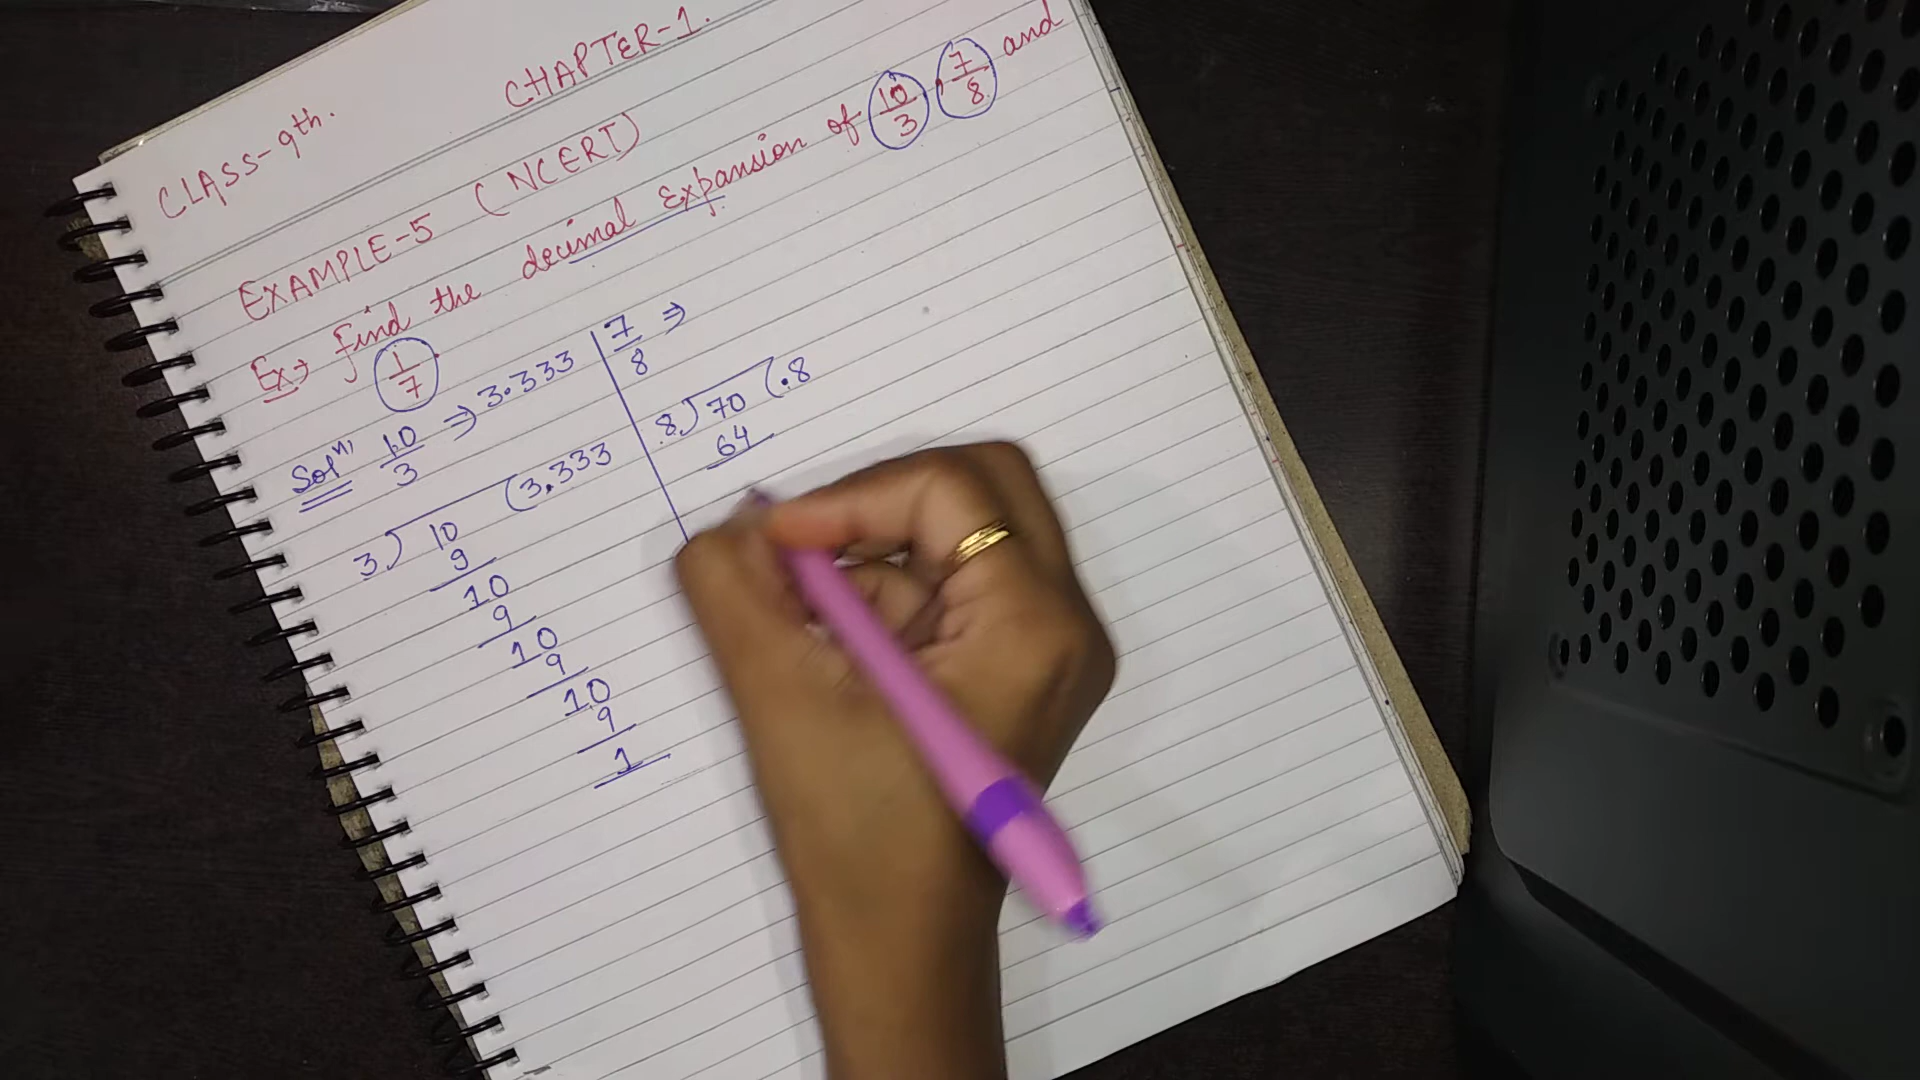 CLASS-9th. CHAPTER-1.
EXAMPLE-5 (NCERT)
Ex→ Find the decimal Expansion of 10/3, 7/8 and
1/7.
Solⁿ 10/3 ⇒ 3.333
3) 10 (3.333
9
10
9
10
9
10
9
1
7/8 ⇒
8) 70 (.8
64